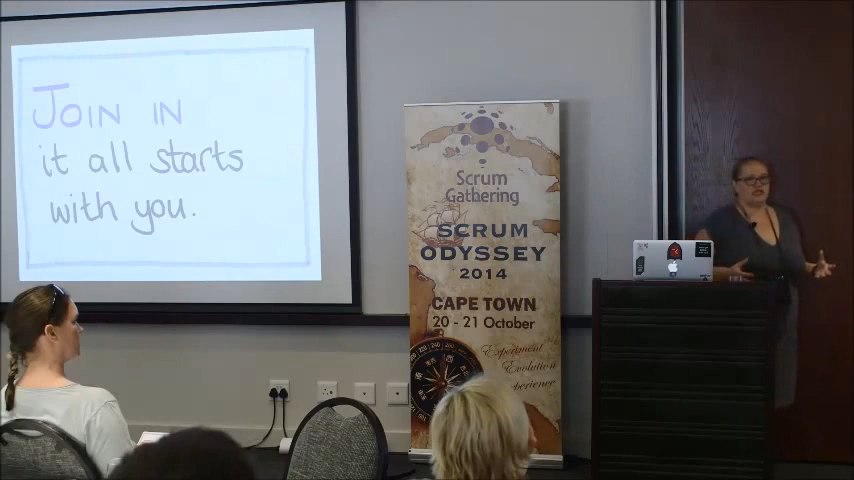 JOIN IN
it all starts
with you.
Scrum
Gathering
SCRUM
ODYSSEY
2014
CAPE TOWN
20 - 21 October
Experiment
Evolution
Experience